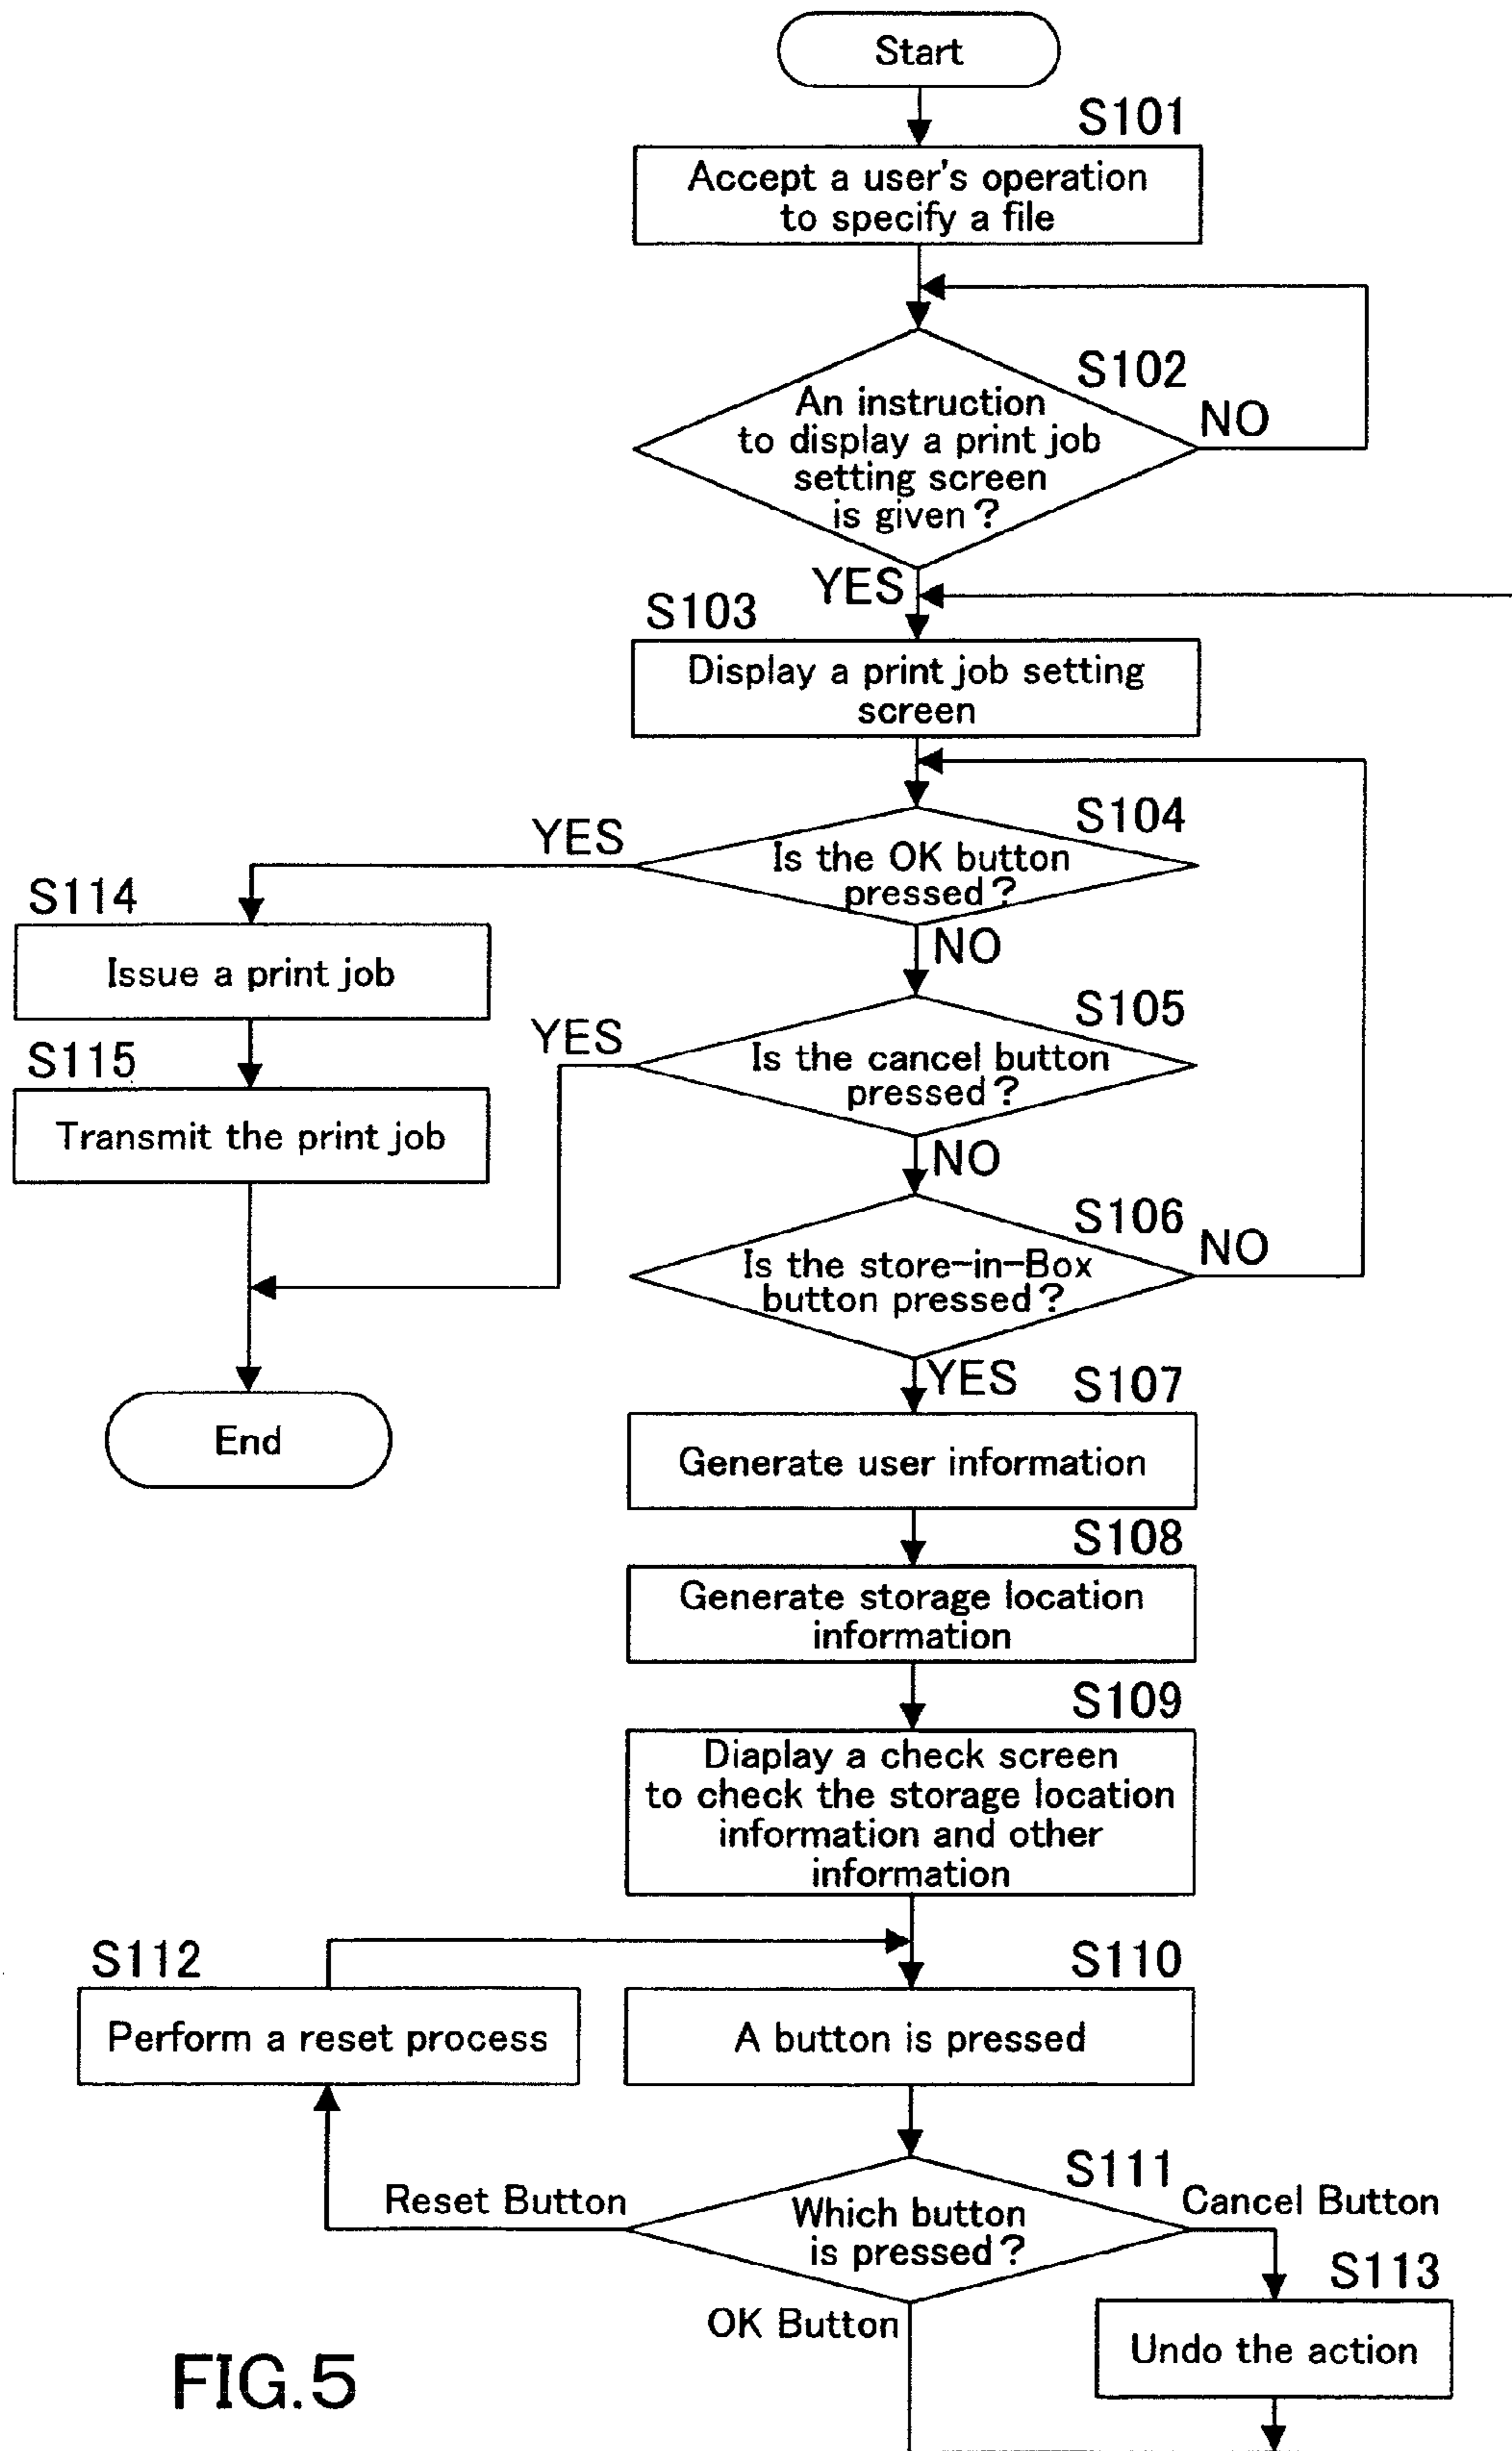 Start
S101
Accept a user's operation
to specify a file
S102
An instruction
to display a print job
setting screen
is given?
NO
YES
S103
Display a print job setting
screen
S104
Is the OK button
pressed?
YES
NO
S114
Issue a print job
S105
Is the cancel button
pressed?
YES
NO
S115
Transmit the print job
S106
Is the store-in-Box
button pressed?
NO
YES
End
S107
Generate user information
S108
Generate storage location
information
S109
Diaplay a check screen
to check the storage location
information and other
information
S112
Perform a reset process
S110
A button is pressed
S111
Which button
is pressed?
Reset Button
Cancel Button
OK Button
S113
Undo the action
FIG.5